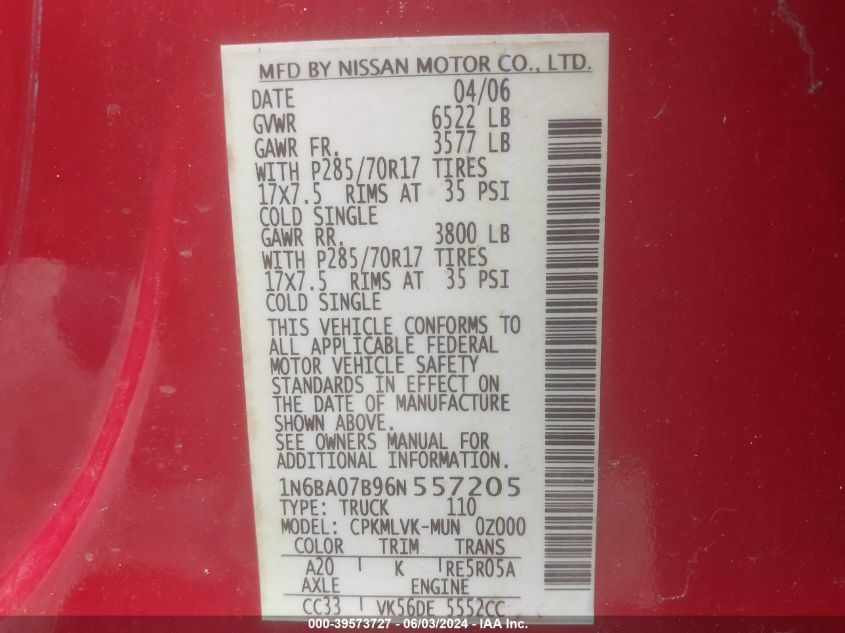 MFD BY NISSAN MOTOR CO., LTD.
DATE 04/06
GVWR 6522 LB
GAWR FR. 3577 LB
WITH P285/70R17 TIRES
17X7.5 RIMS AT 35 PSI
COLD SINGLE
GAWR RR. 3800 LB
WITH P285/70R17 TIRES
17X7.5 RIMS AT 35 PSI
COLD SINGLE
THIS VEHICLE CONFORMS TO
ALL APPLICABLE FEDERAL
MOTOR VEHICLE SAFETY
STANDARDS IN EFFECT ON
THE DATE OF MANUFACTURE
SHOWN ABOVE.
SEE OWNERS MANUAL FOR
ADDITIONAL INFORMATION.
1N6BA07B96N557205
TYPE: TRUCK 110
MODEL: CPKMLVK-MUN 0Z000
COLOR TRIM TRANS
A20 K RE5R05A
AXLE ENGINE
CC33 VK56DE 5552CC
000-39573727 - 06/03/2024 - IAA Inc.